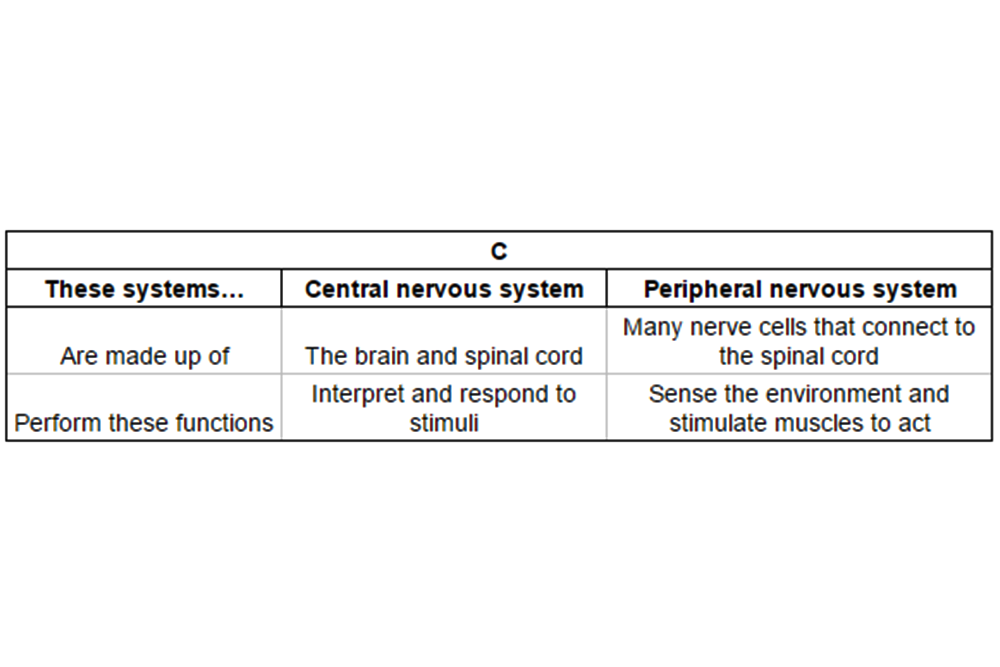 C
These systems... Central nervous system Peripheral nervous system
Many nerve cells that connect to
Are made up of The brain and spinal cord the spinal cord
Interpret and respond to Sense the environment and
Perform these functions stimuli stimulate muscles to act